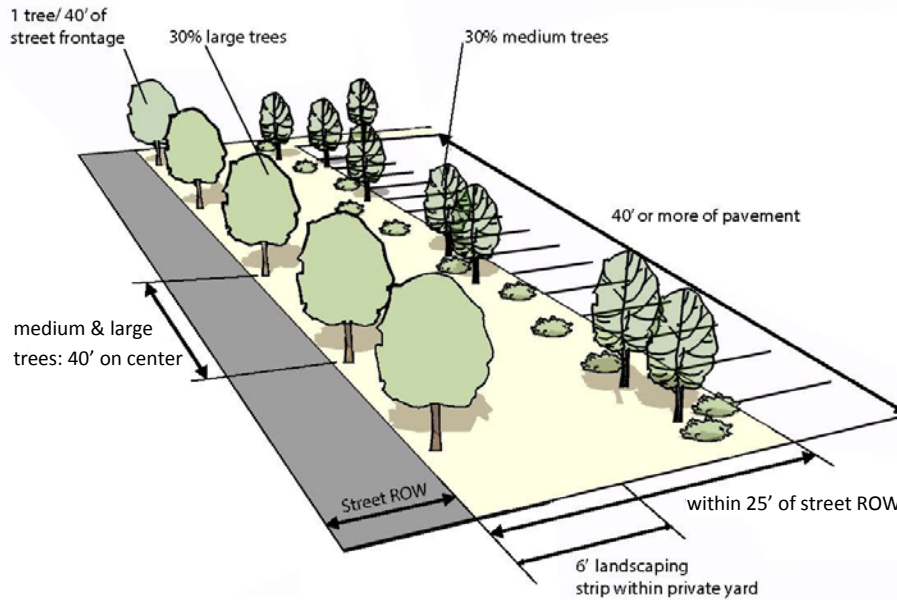 1 tree/ 40' of
street frontage
30% large trees
30% medium trees
40' or more of pavement
medium & large
trees: 40' on center
Street ROW
within 25' of street ROW
6' landscaping
strip within private yard